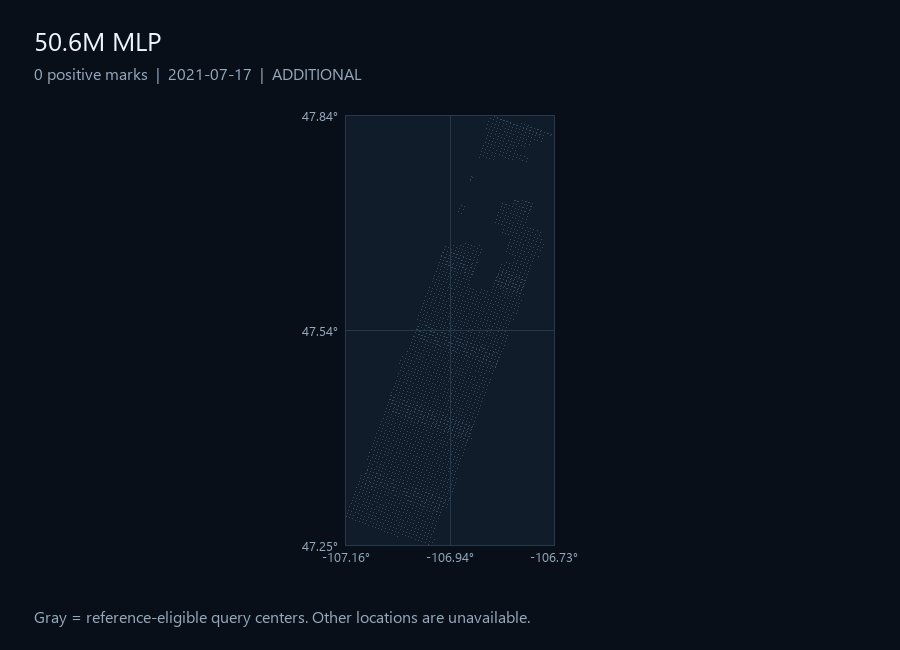 50.6M MLP
0 positive marks | 2021-07-17 | ADDITIONAL
47.84°
47.54°
47.25°
-107.16° -106.94° -106.73°
Gray = reference-eligible query centers. Other locations are unavailable.